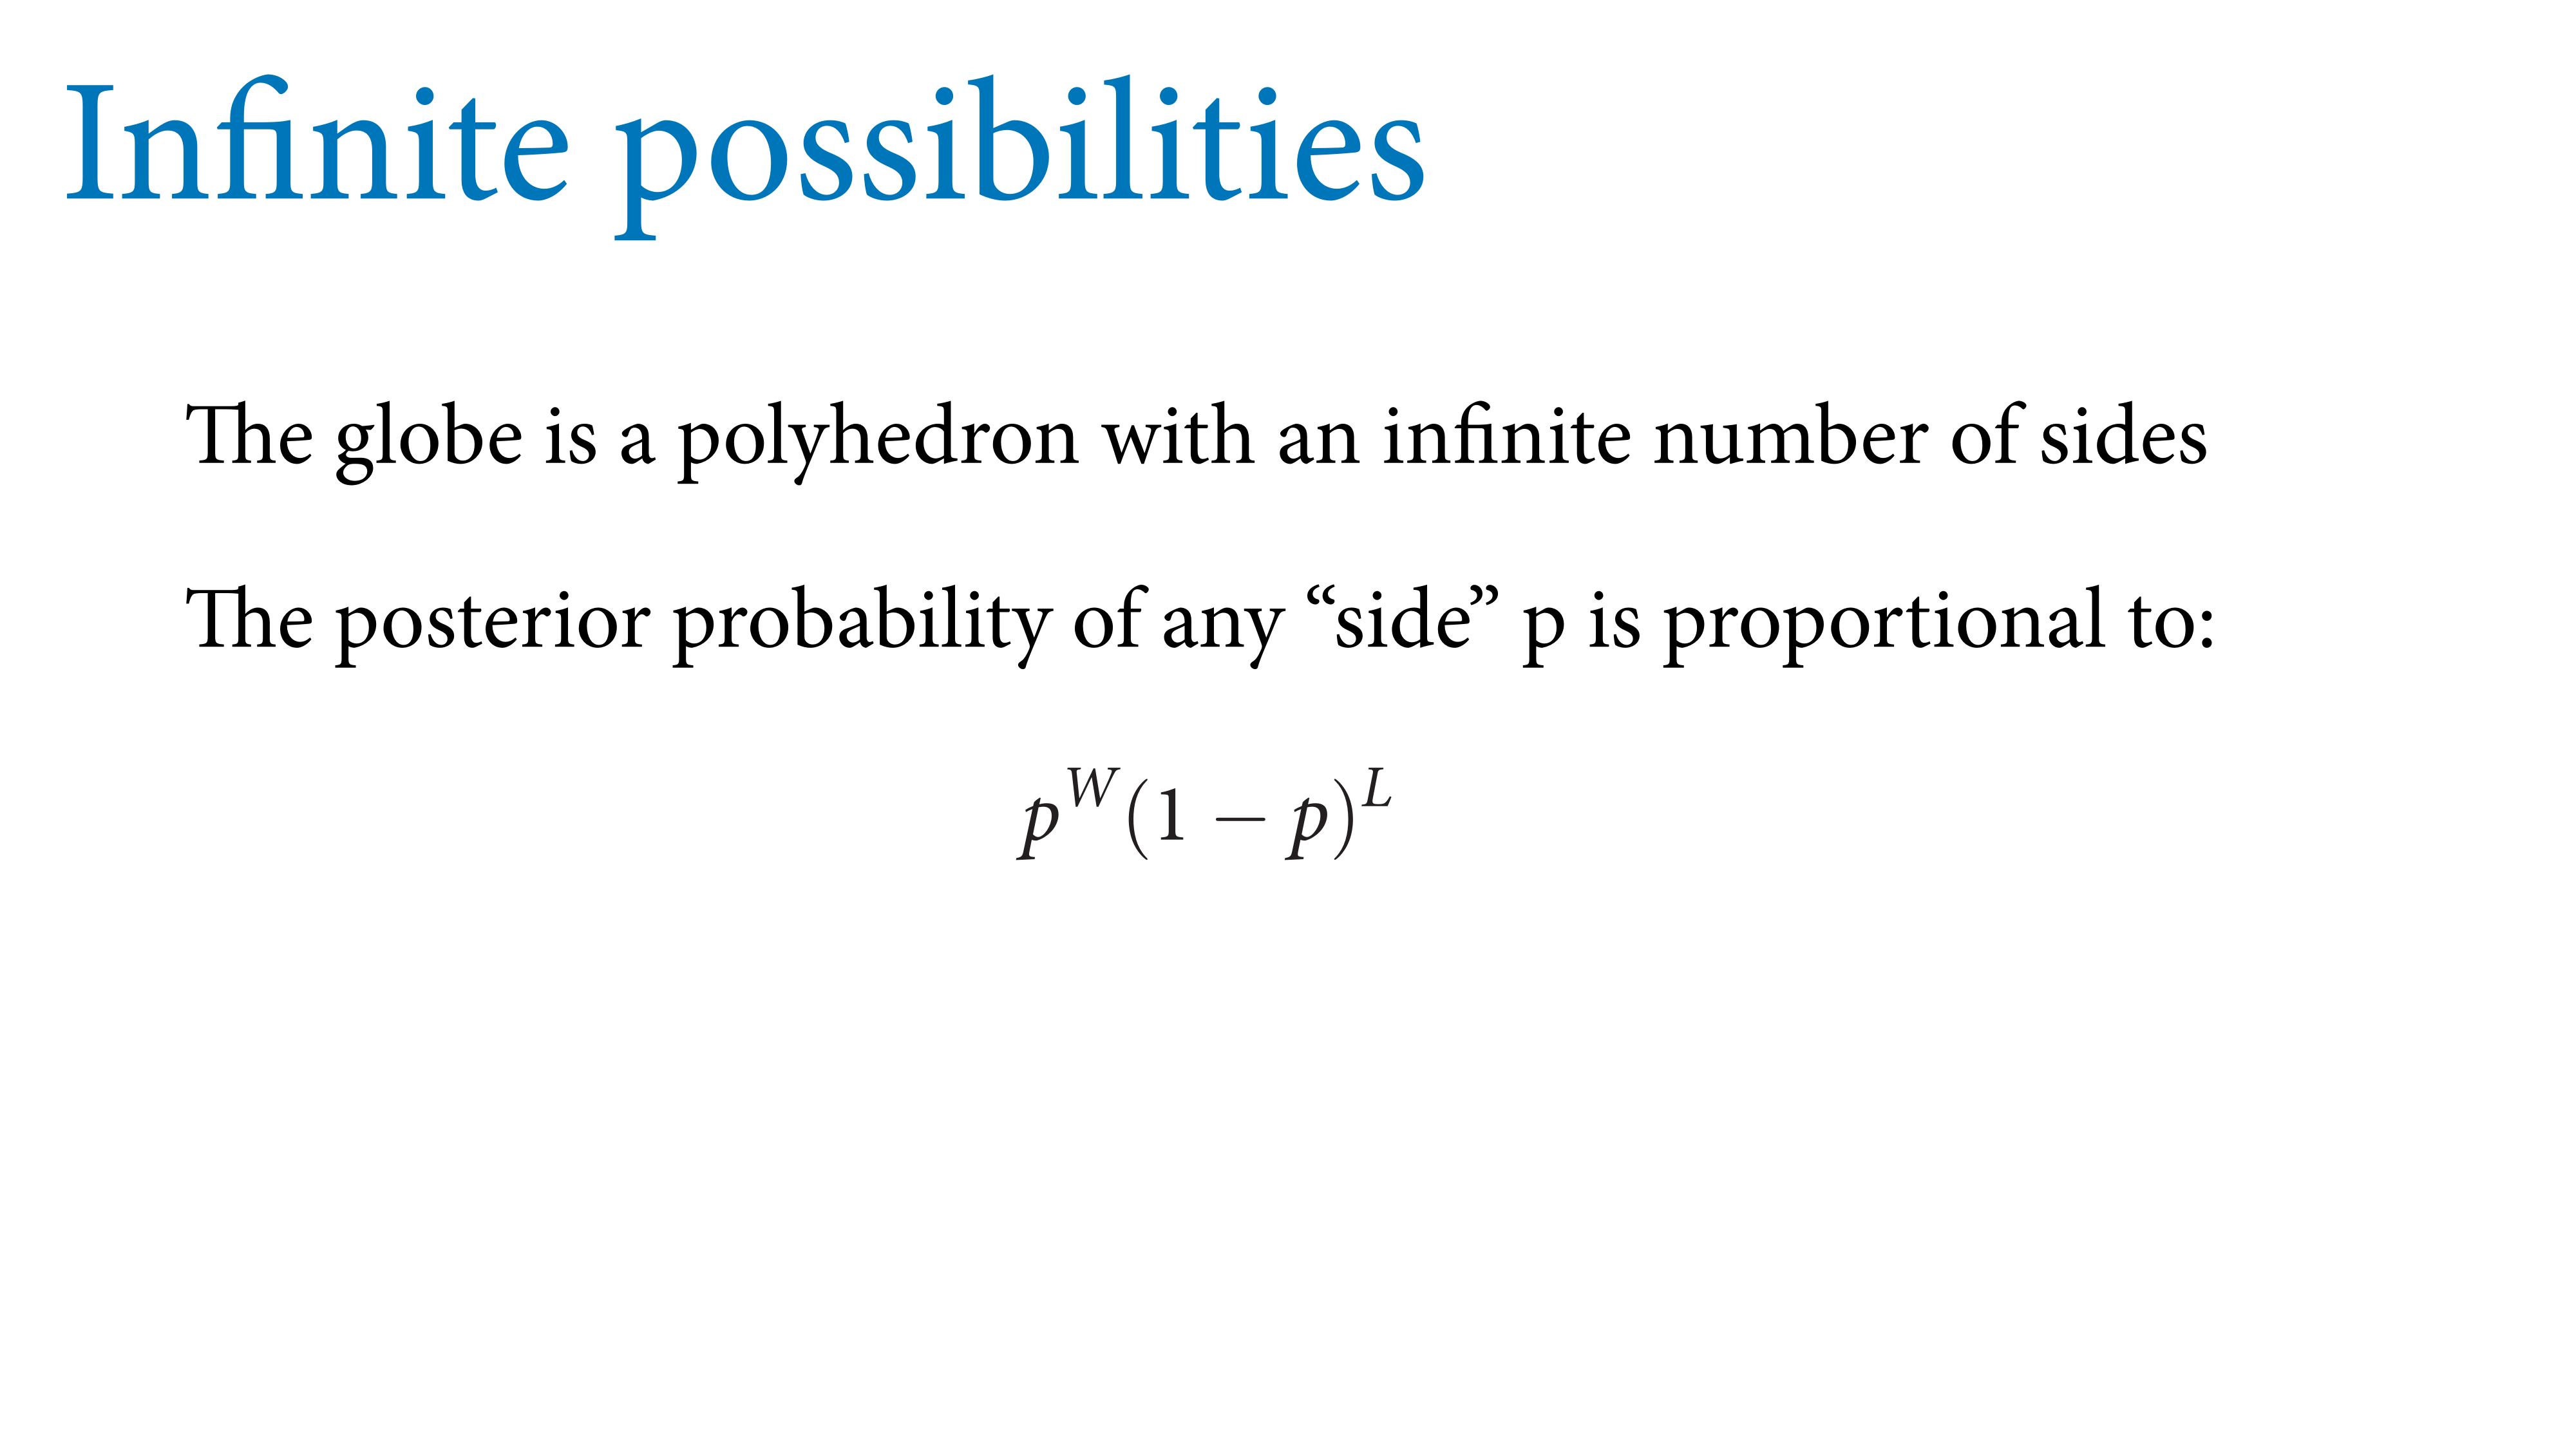 Infinite possibilities
The globe is a polyhedron with an infinite number of sides
The posterior probability of any “side” p is proportional to:
p^W(1 − p)^L